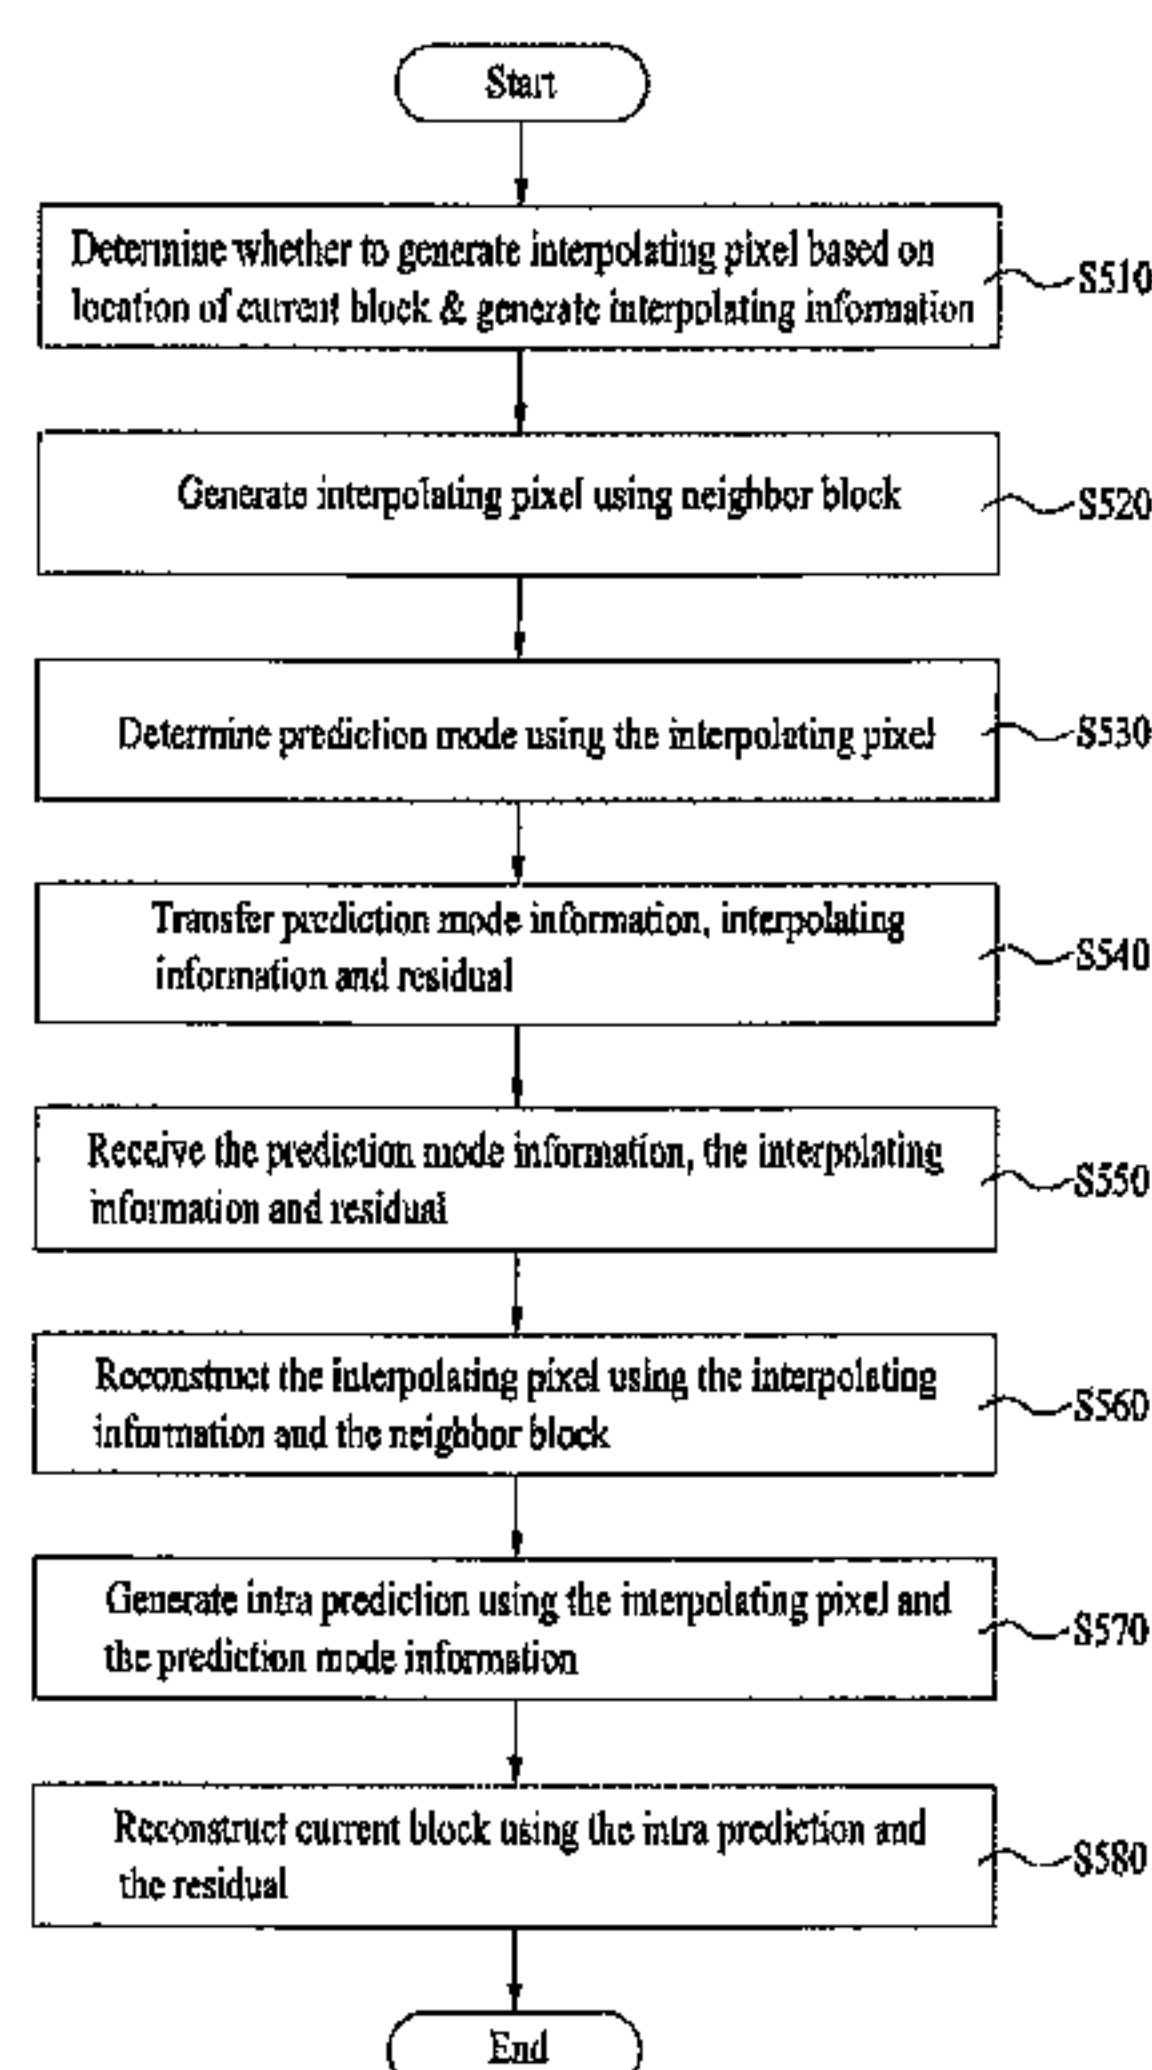 Start
Determine whether to generate interpolating pixel based on
location of current block & generate interpolating information
S510
Generate interpolating pixel using neighbor block
S520
Determine prediction mode using the interpolating pixel
S530
Transfer prediction mode information, interpolating
information and residual
S540
Receive the prediction mode information, the interpolating
information and residual
S550
Reconstruct the interpolating pixel using the interpolating
information and the neighbor block
S560
Generate intra prediction using the interpolating pixel and
the prediction mode information
S570
Reconstruct current block using the intra prediction and
the residual
S580
End